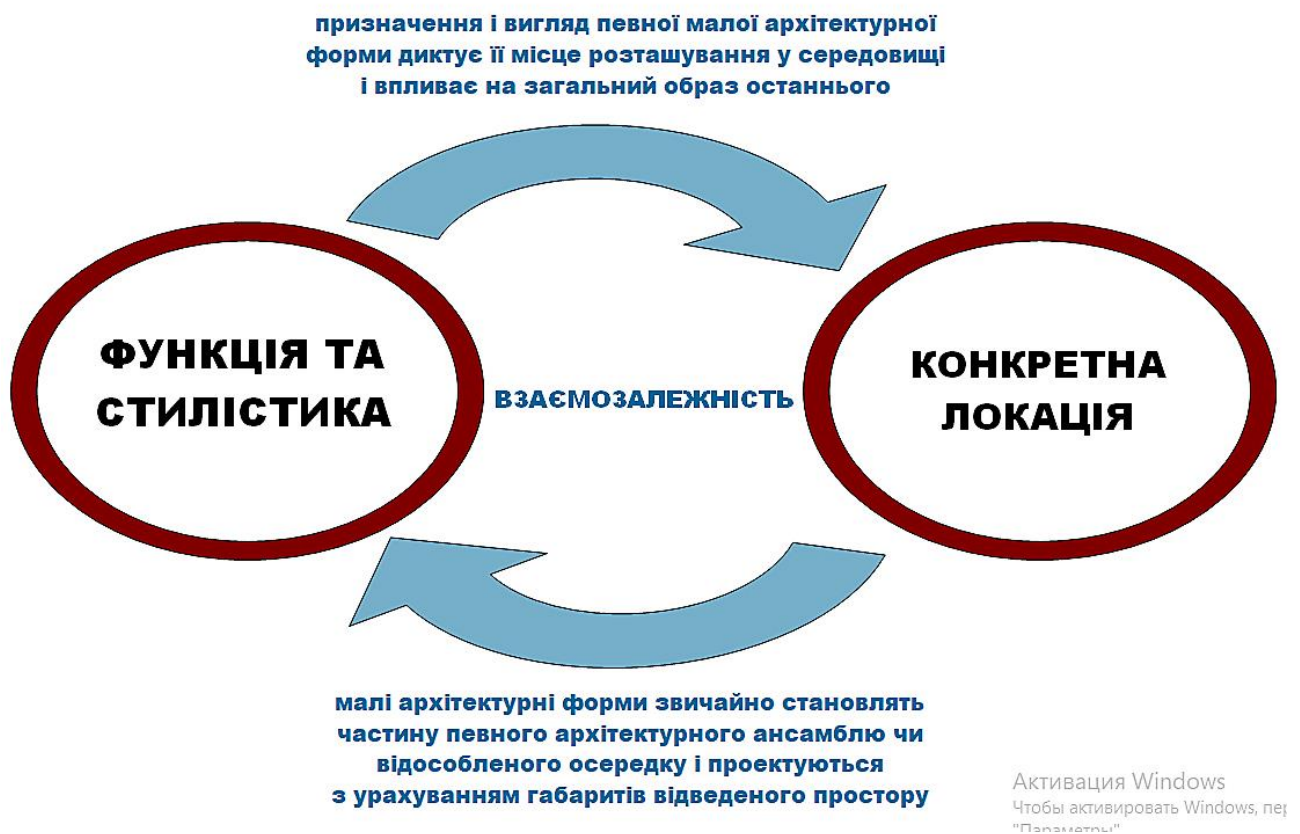 призначення і вигляд певної малої архітектурної
форми диктує її місце розташування у середовищі
і впливає на загальний образ останнього
ФУНКЦІЯ ТА
СТИЛІСТИКА
ВЗАЄМОЗАЛЕЖНІСТЬ
КОНКРЕТНА
ЛОКАЦІЯ
малі архітектурні форми звичайно становлять
частину певного архітектурного ансамблю чи
відособленого осередку і проектуються
з урахуванням габаритів відведеного простору
Активация Windows
Чтобы активировать Windows, пер
"Параметры"